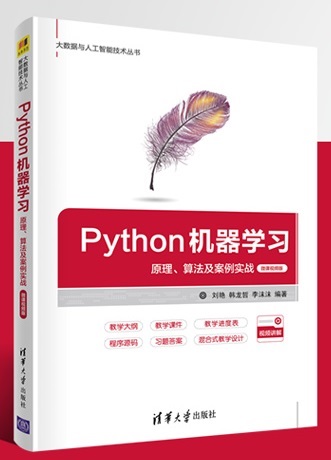 大数据与人工智能技术丛书
Python机器学习
原理、算法及案例实战 微课视频版
刘艳 韩龙哲 李沫沫 编著
教学大纲 教学课件 教学进度表
程序源码 习题答案 混合式教学设计
视频讲解
清华大学出版社
大数据与人工
智能技术丛书
Python机器学习
原理、算法及案例实战 微课视频版
清华大学出版社